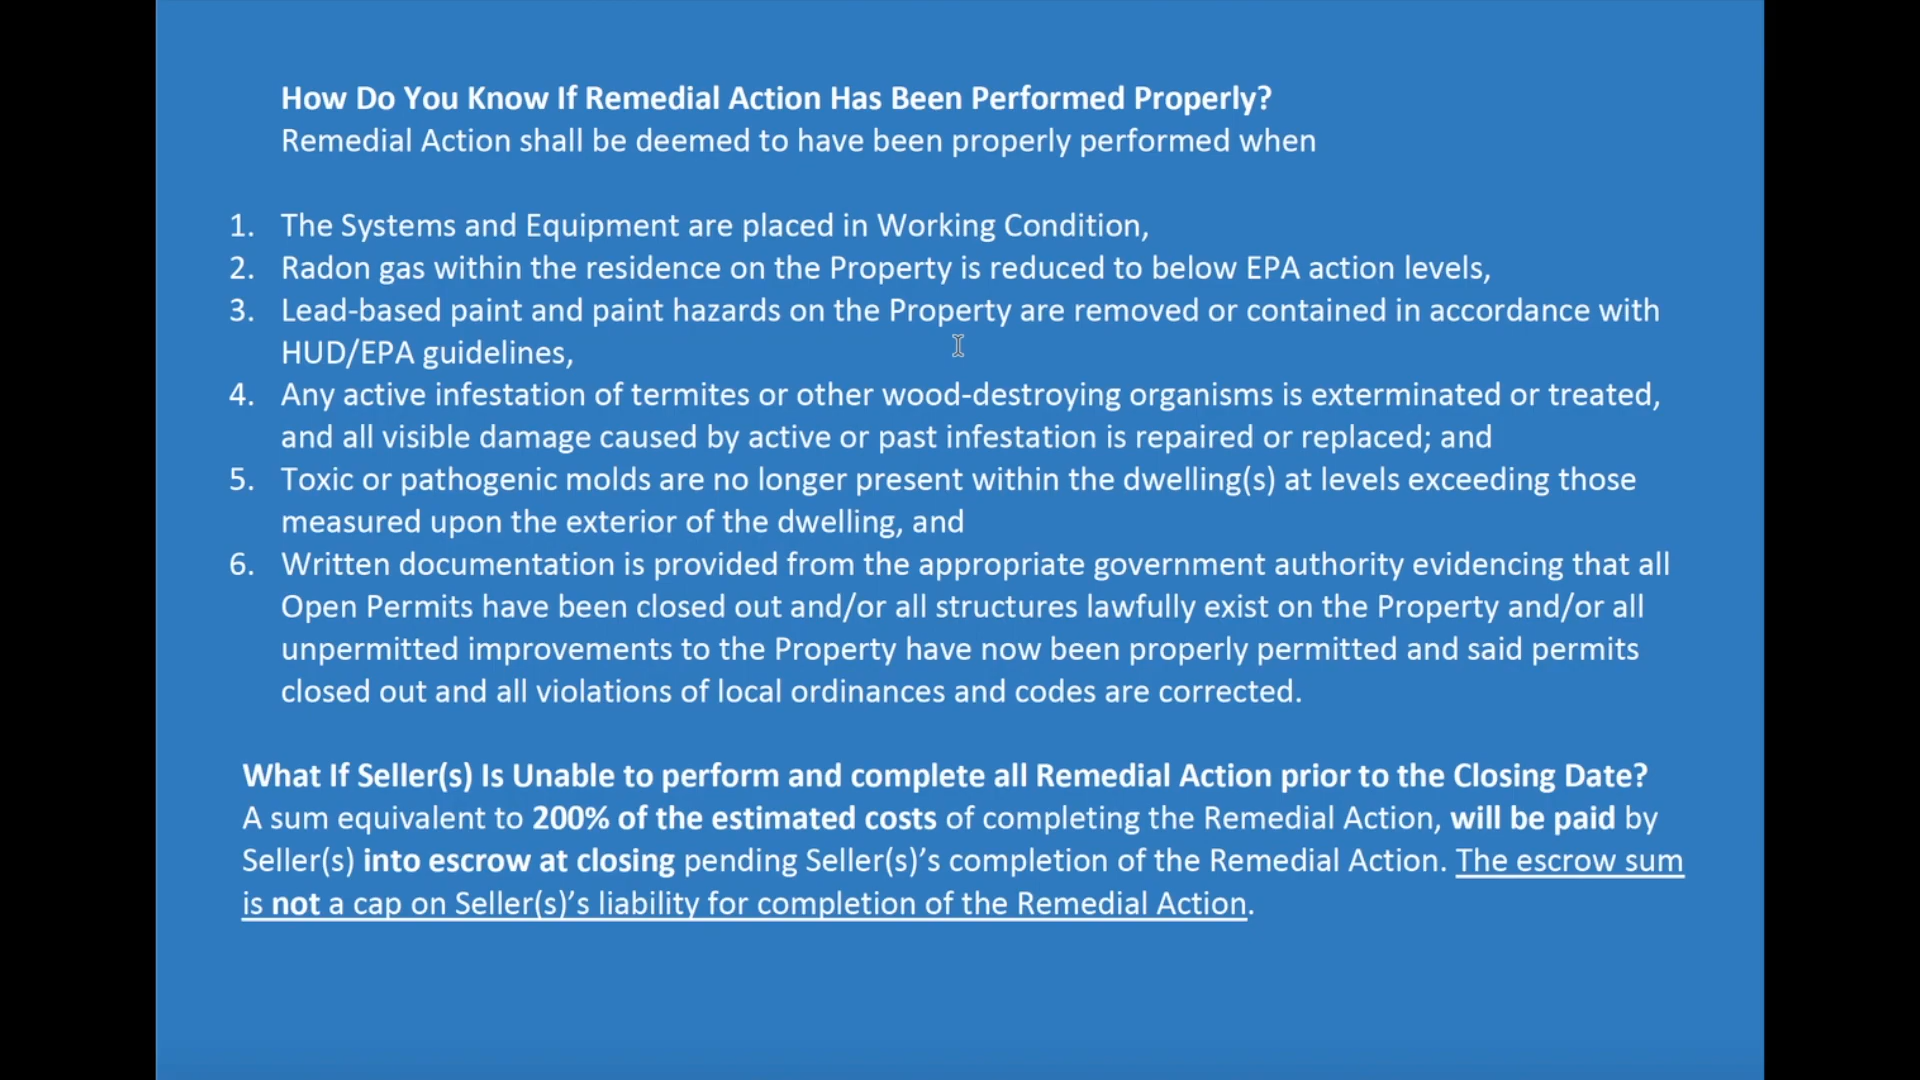 How Do You Know If Remedial Action Has Been Performed Properly?
Remedial Action shall be deemed to have been properly performed when
1. The Systems and Equipment are placed in Working Condition,
2. Radon gas within the residence on the Property is reduced to below EPA action levels,
3. Lead-based paint and paint hazards on the Property are removed or contained in accordance with
HUD/EPA guidelines,
4. Any active infestation of termites or other wood-destroying organisms is exterminated or treated,
and all visible damage caused by active or past infestation is repaired or replaced; and
5. Toxic or pathogenic molds are no longer present within the dwelling(s) at levels exceeding those
measured upon the exterior of the dwelling, and
6. Written documentation is provided from the appropriate government authority evidencing that all
Open Permits have been closed out and/or all structures lawfully exist on the Property and/or all
unpermitted improvements to the Property have now been properly permitted and said permits
closed out and all violations of local ordinances and codes are corrected.
What If Seller(s) Is Unable to perform and complete all Remedial Action prior to the Closing Date?
A sum equivalent to 200% of the estimated costs of completing the Remedial Action, will be paid by
Seller(s) into escrow at closing pending Seller(s)’s completion of the Remedial Action. The escrow sum
is not a cap on Seller(s)’s liability for completion of the Remedial Action.